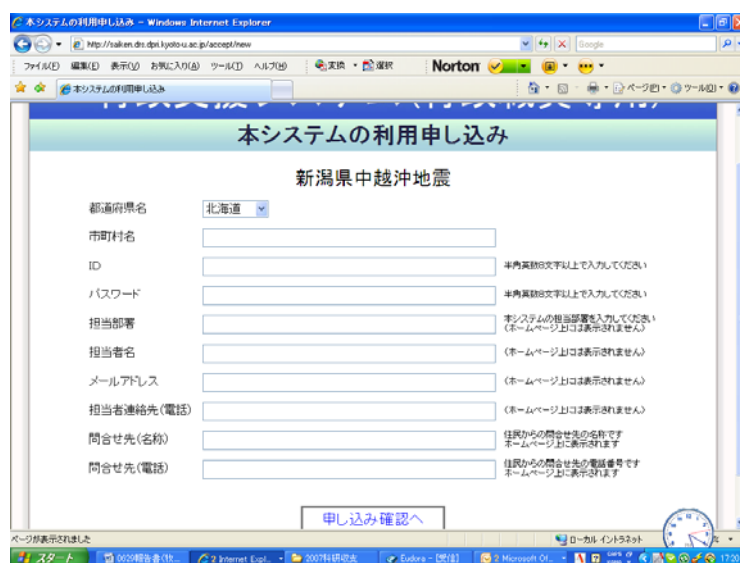 本システムの利用申し込み - Windows Internet Explorer
http://saiken.drs.dpri.kyoto-u.ac.jp/accept/new
Google
ファイル(F) 編集(E) 表示(V) お気に入り(A) ツール(T) ヘルプ(H) 文換 選択 Norton
本システムの利用申し込み
ページ(P) ツール(O)
本システムの利用申し込み
新潟県中越沖地震
都道府県名 北海道
市町村名
ID 半角英数8文字以上で入力してください
パスワード 半角英数8文字以上で入力してください
担当部署 本システムの担当部署を入力してください
(ホームページ上には表示されません)
担当者名 (ホームページ上には表示されません)
メールアドレス (ホームページ上には表示されません)
担当者連絡先(電話) (ホームページ上には表示されません)
問合せ先(名称) 住民からの問合せ先の名称です
ホームページ上に表示されます
問合せ先(電話) 住民からの問合せ先の電話番号です
ホームページ上に表示されます
申し込み確認へ
ページが表示されました
ローカル イントラネット
スタート 2 Internet Expl... 2007科研収支 Eudora - [受信] 2 Microsoft Of... 17:20